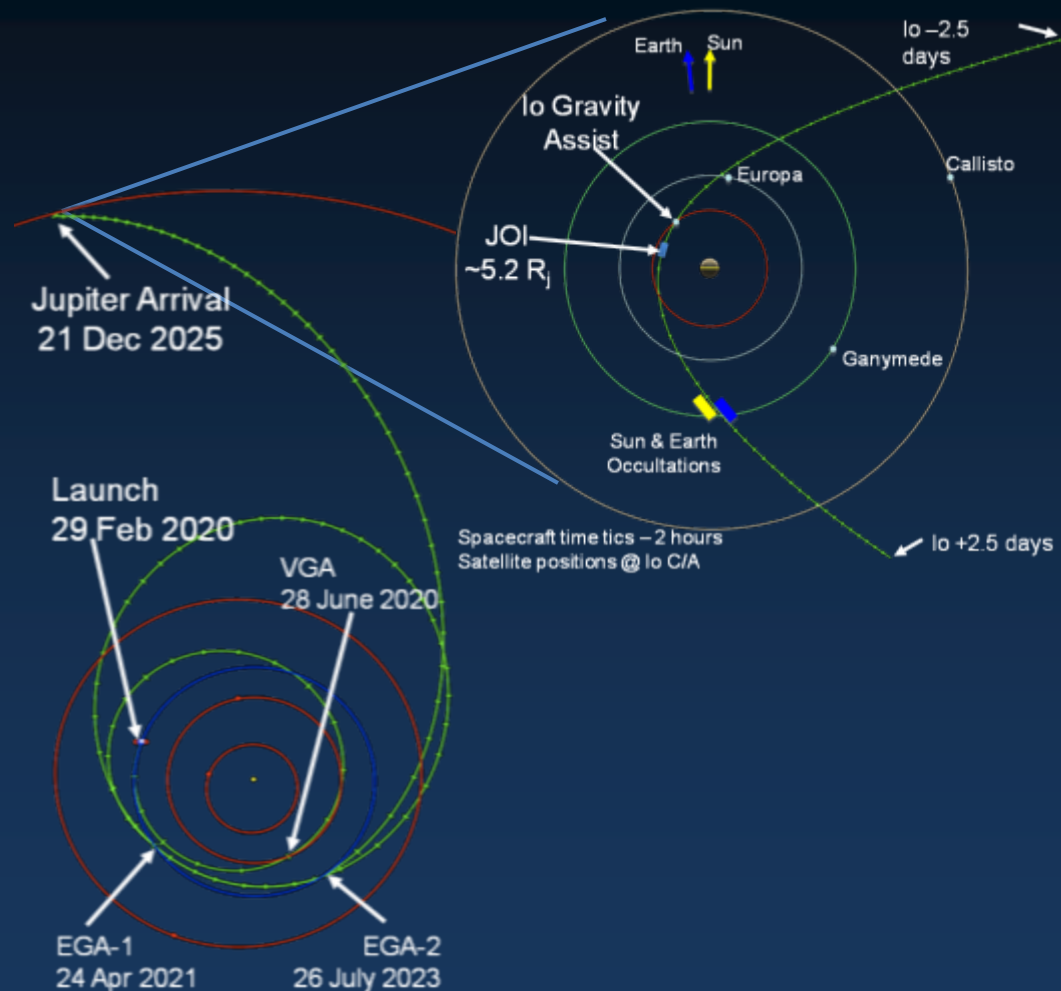 Io –2.5
days
Earth
Sun
Io Gravity
Assist
Europa
Callisto
JOI
~5.2 Rj
Jupiter Arrival
21 Dec 2025
Ganymede
Sun & Earth
Occultations
Launch
29 Feb 2020
Spacecraft time tics – 2 hours
Satellite positions @ Io C/A
Io +2.5 days
VGA
28 June 2020
EGA-1
24 Apr 2021
EGA-2
26 July 2023